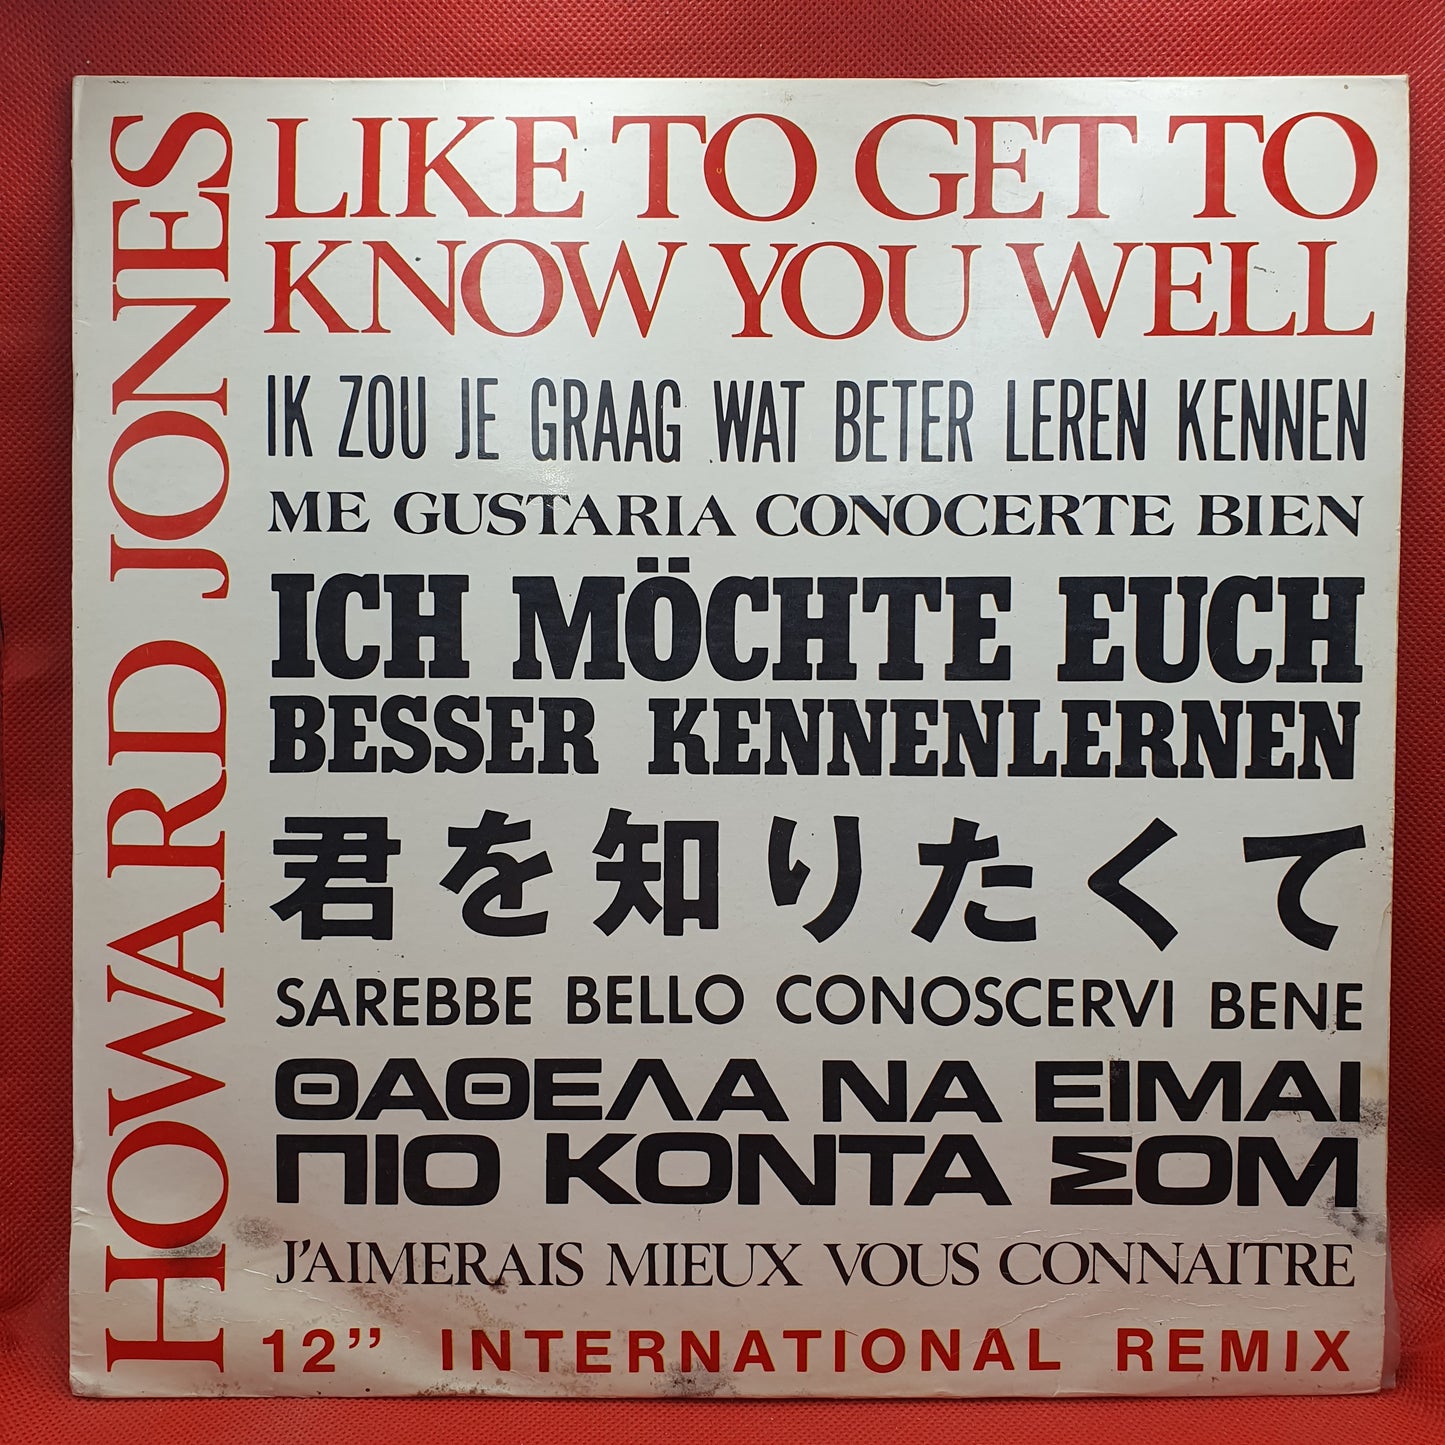 HOWARD JONES
LIKE TO GET TO
KNOW YOU WELL
IK ZOU JE GRAAG WAT BETER LEREN KENNEN
ME GUSTARIA CONOCERTE BIEN
ICH MÖCHTE EUCH
BESSER KENNENLERNEN
君を知りたくて
SAREBBE BELLO CONOSCERVI BENE
ΘΑΘΕΛΑ ΝΑ ΕΙΜΑΙ
ΠΙΟ ΚΟΝΤΑ ΣΟΜ
J'AIMERAIS MIEUX VOUS CONNAITRE
12’’ INTERNATIONAL REMIX